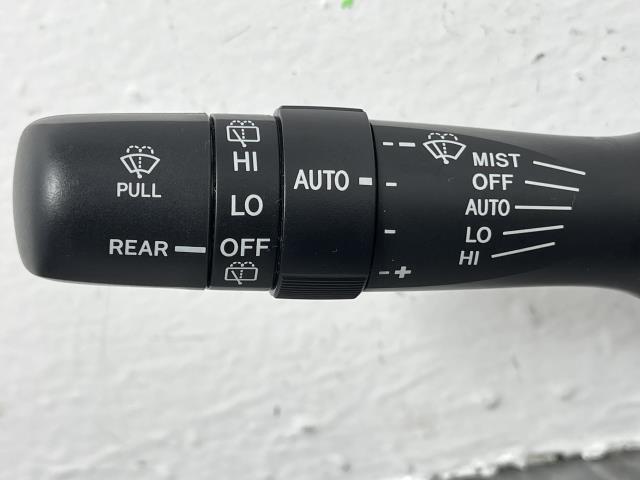 PULL
REAR
HI
LO
OFF
AUTO
- --
-
-
- +
MIST
OFF
AUTO
LO
HI